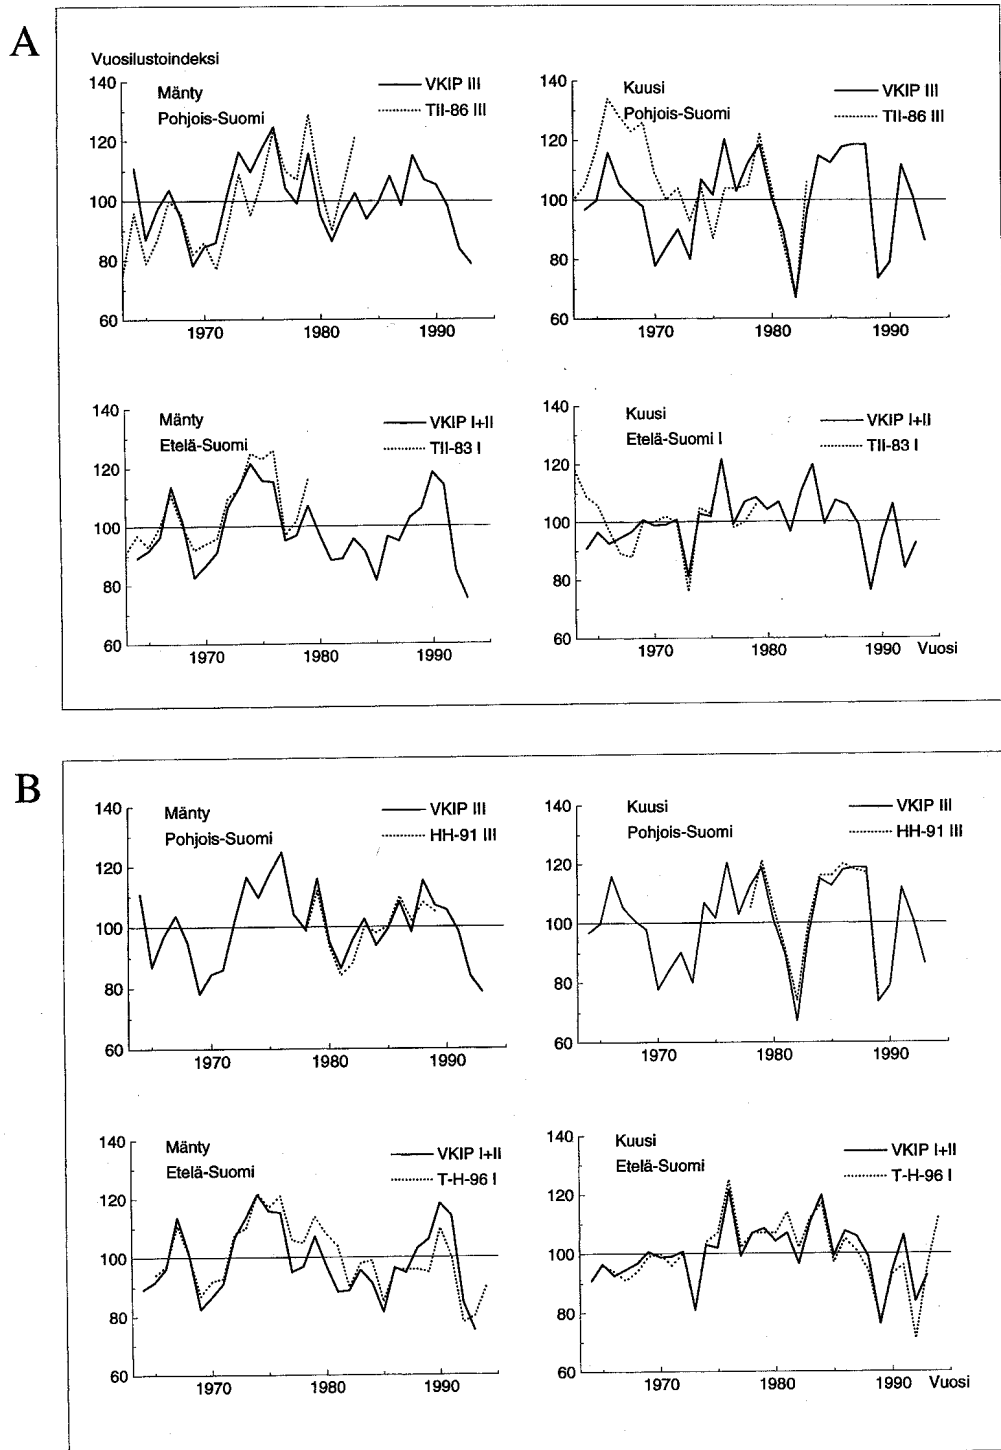 A
Vuosilustoindeksi
140
120
100
80
60
Mänty
Pohjois-Suomi
VKIP III
TII-86 III
1970 1980 1990
140
120
100
80
60
Kuusi
Pohjois-Suomi
VKIP III
TII-86 III
1970 1980 1990
140
120
100
80
60
Mänty
Etelä-Suomi
VKIP I+II
TII-83 I
1970 1980 1990
140
120
100
80
60
Kuusi
Etelä-Suomi I
VKIP I+II
TII-83 I
1970 1980 1990 Vuosi
B
140
120
100
80
60
Mänty
Pohjois-Suomi
VKIP III
HH-91 III
1970 1980 1990
140
120
100
80
60
Kuusi
Pohjois-Suomi
VKIP III
HH-91 III
1970 1980 1990
140
120
100
80
60
Mänty
Etelä-Suomi
VKIP I+II
T-H-96 I
1970 1980 1990
140
120
100
80
60
Kuusi
Etelä-Suomi
VKIP I+II
T-H-96 I
1970 1980 1990 Vuosi